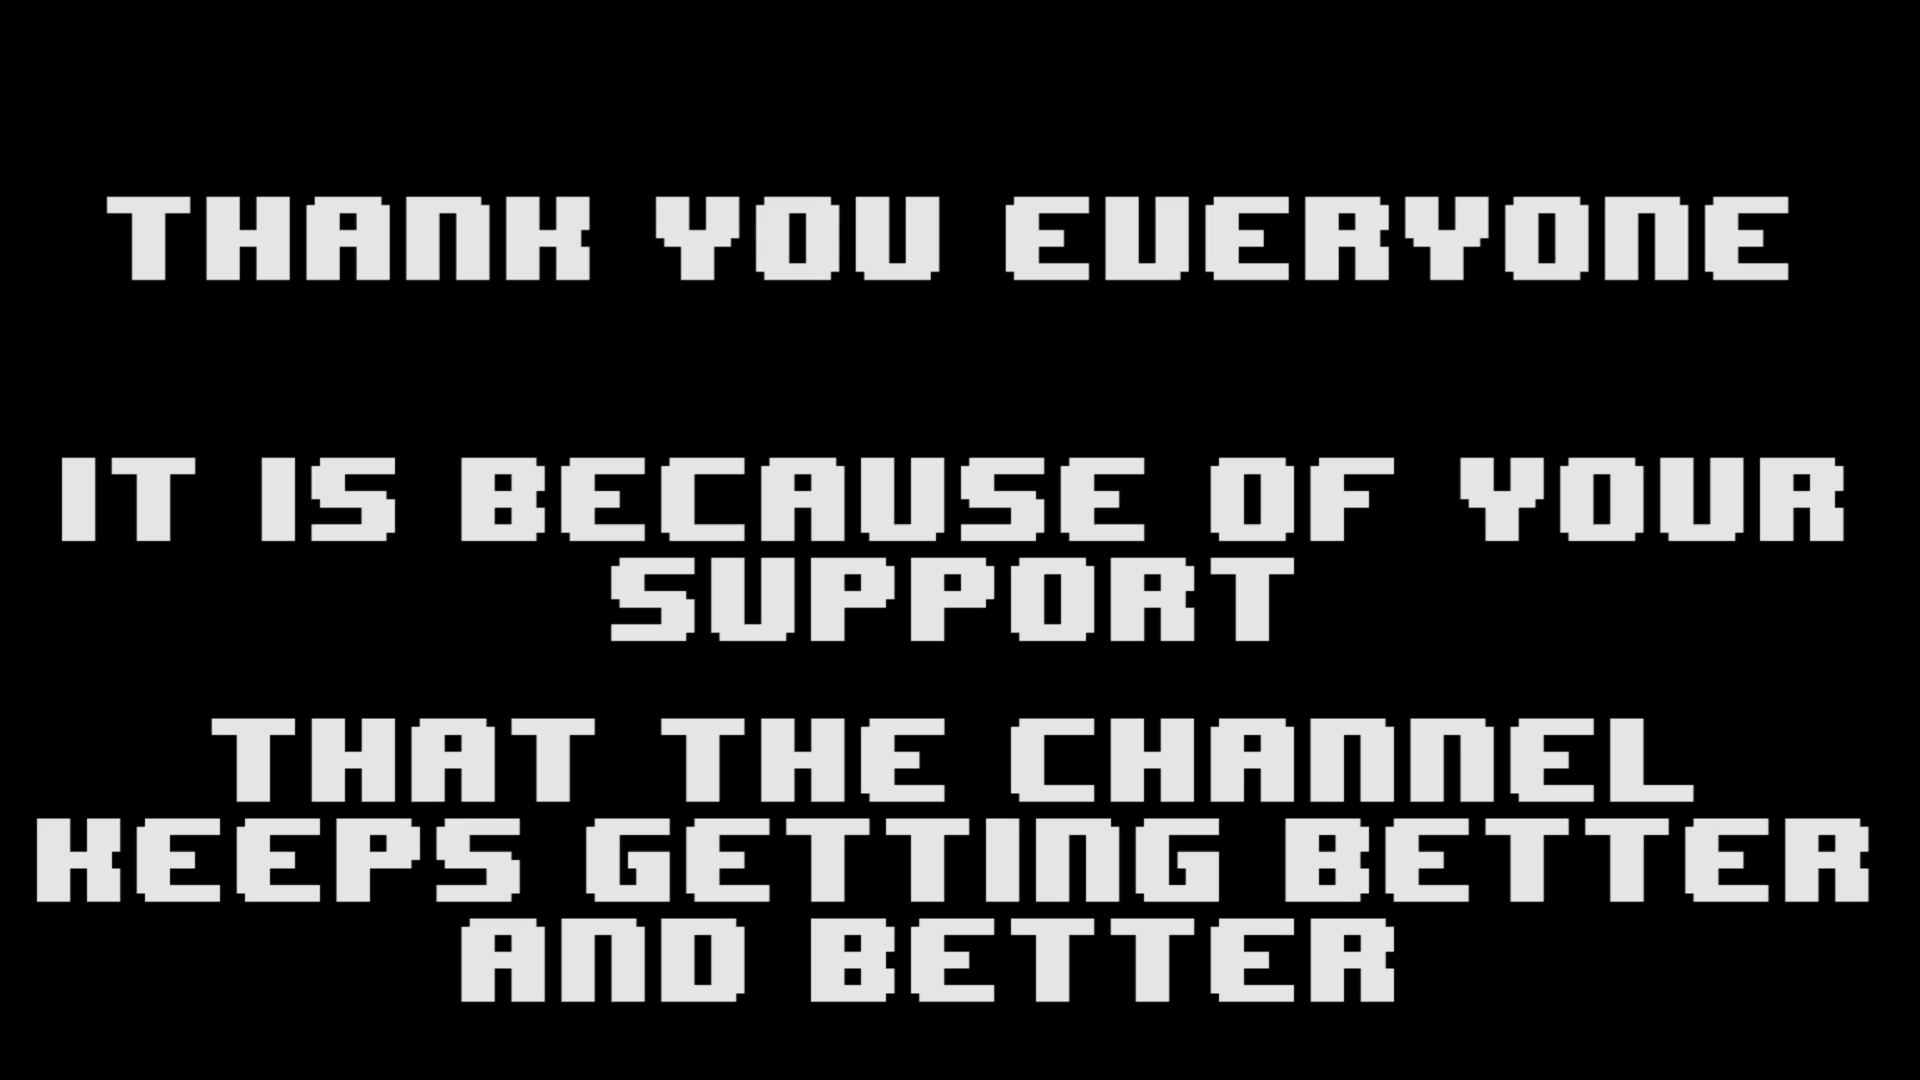 THANK YOU EVERYONE
IT IS BECAUSE OF YOUR
SUPPORT
THAT THE CHANNEL
KEEPS GETTING BETTER
AND BETTER